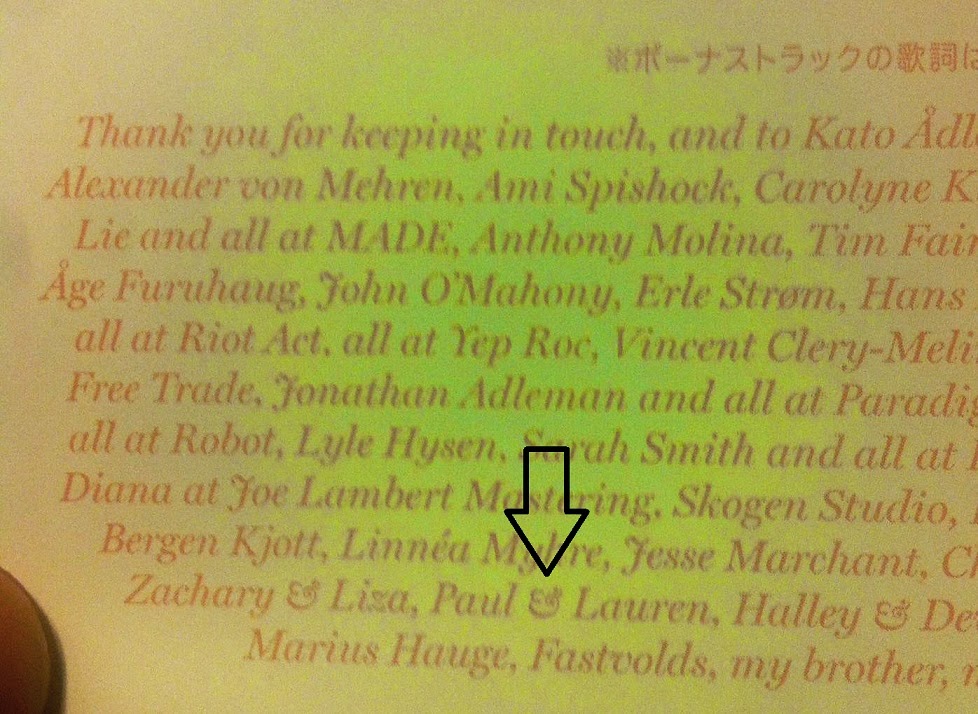 ※ボーナストラックの歌詞は
Thank you for keeping in touch, and to Kato Ådl
Alexander von Mehren, Ami Spishock, Carolyne K
Lie and all at MADE, Anthony Molina, Tim Fair
Åge Furuhaug, John O'Mahony, Erle Strøm, Hans
all at Riot Act, all at Yep Roc, Vincent Clery-Meli
Free Trade, Jonathan Adleman and all at Paradig
all at Robot, Lyle Hysen, Sarah Smith and all at
Diana at Joe Lambert Mastering, Skogen Studio,
Bergen Kjott, Linnéa Myhre, Jesse Marchant, Ch
Zachary & Liza, Paul & Lauren, Halley & De
Marius Hauge, Fastvolds, my brother,